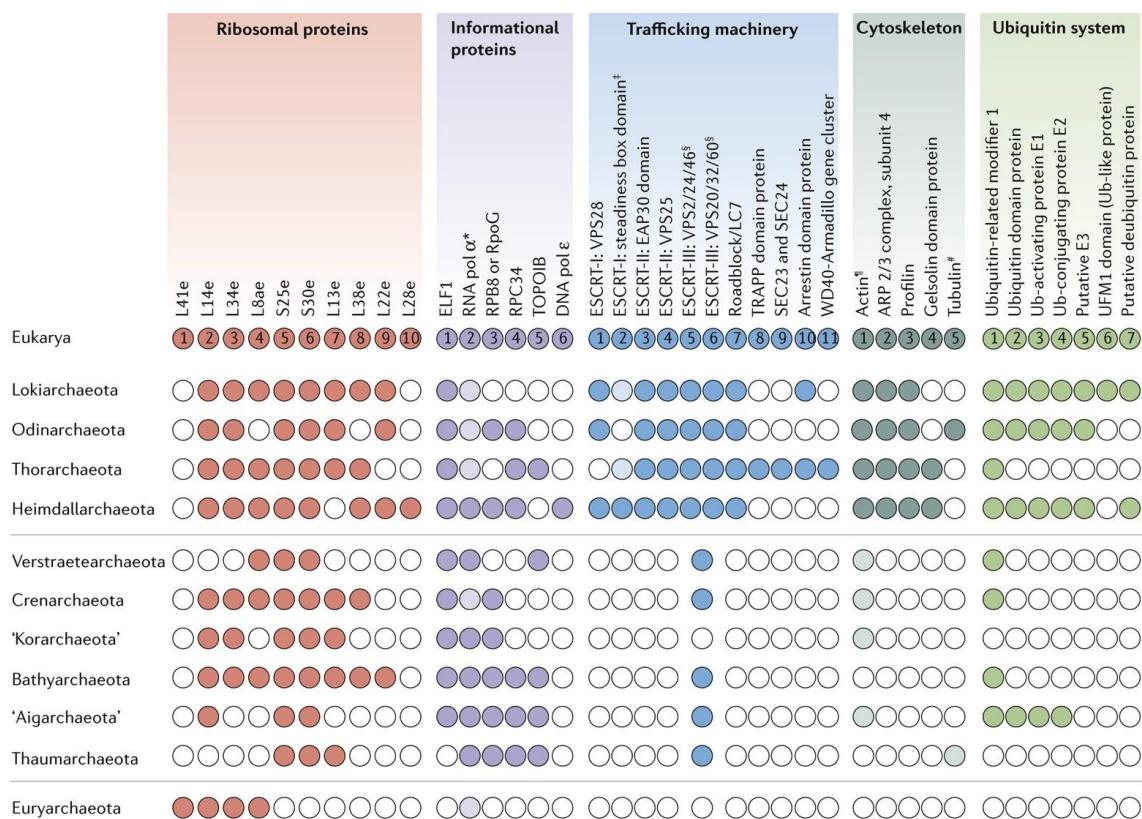 Ribosomal proteins
Informational
proteins
Trafficking machinery
Cytoskeleton
Ubiquitin system
L41e
L14e
L34e
L8ae
S25e
S30e
L13e
L38e
L22e
L28e
ELF1
RNA pol α*
RPB8 or RpoG
RPC34
TOPOIB
DNA pol ε
ESCRT-I: VPS28
ESCRT-I: steadiness box domain‡
ESCRT-II: EAP30 domain
ESCRT-II: VPS25
ESCRT-III: VPS2/24/46§
ESCRT-III: VPS20/32/60§
Roadblock/LC7
TRAPP domain protein
SEC23 and SEC24
Arrestin domain protein
WD40-Armadillo gene cluster
Actin¶
ARP 2/3 complex, subunit 4
Profilin
Gelsolin domain protein
Tubulin#
Ubiquitin-related modifier 1
Ubiquitin domain protein
Ub-activating protein E1
Ub-conjugating protein E2
Putative E3
UFM1 domain (Ub-like protein)
Putative deubiquitin protein
Eukarya 1 2 3 4 5 6 7 8 9 10 1 2 3 4 5 6 1 2 3 4 5 6 7 8 9 10 11 1 2 3 4 5 1 2 3 4 5 6 7
Lokiarchaeota
Odinarchaeota
Thorarchaeota
Heimdallarchaeota
Verstraetearchaeota
Crenarchaeota
‘Korarchaeota’
Bathyarchaeota
‘Aigarchaeota’
Thaumarchaeota
Euryarchaeota